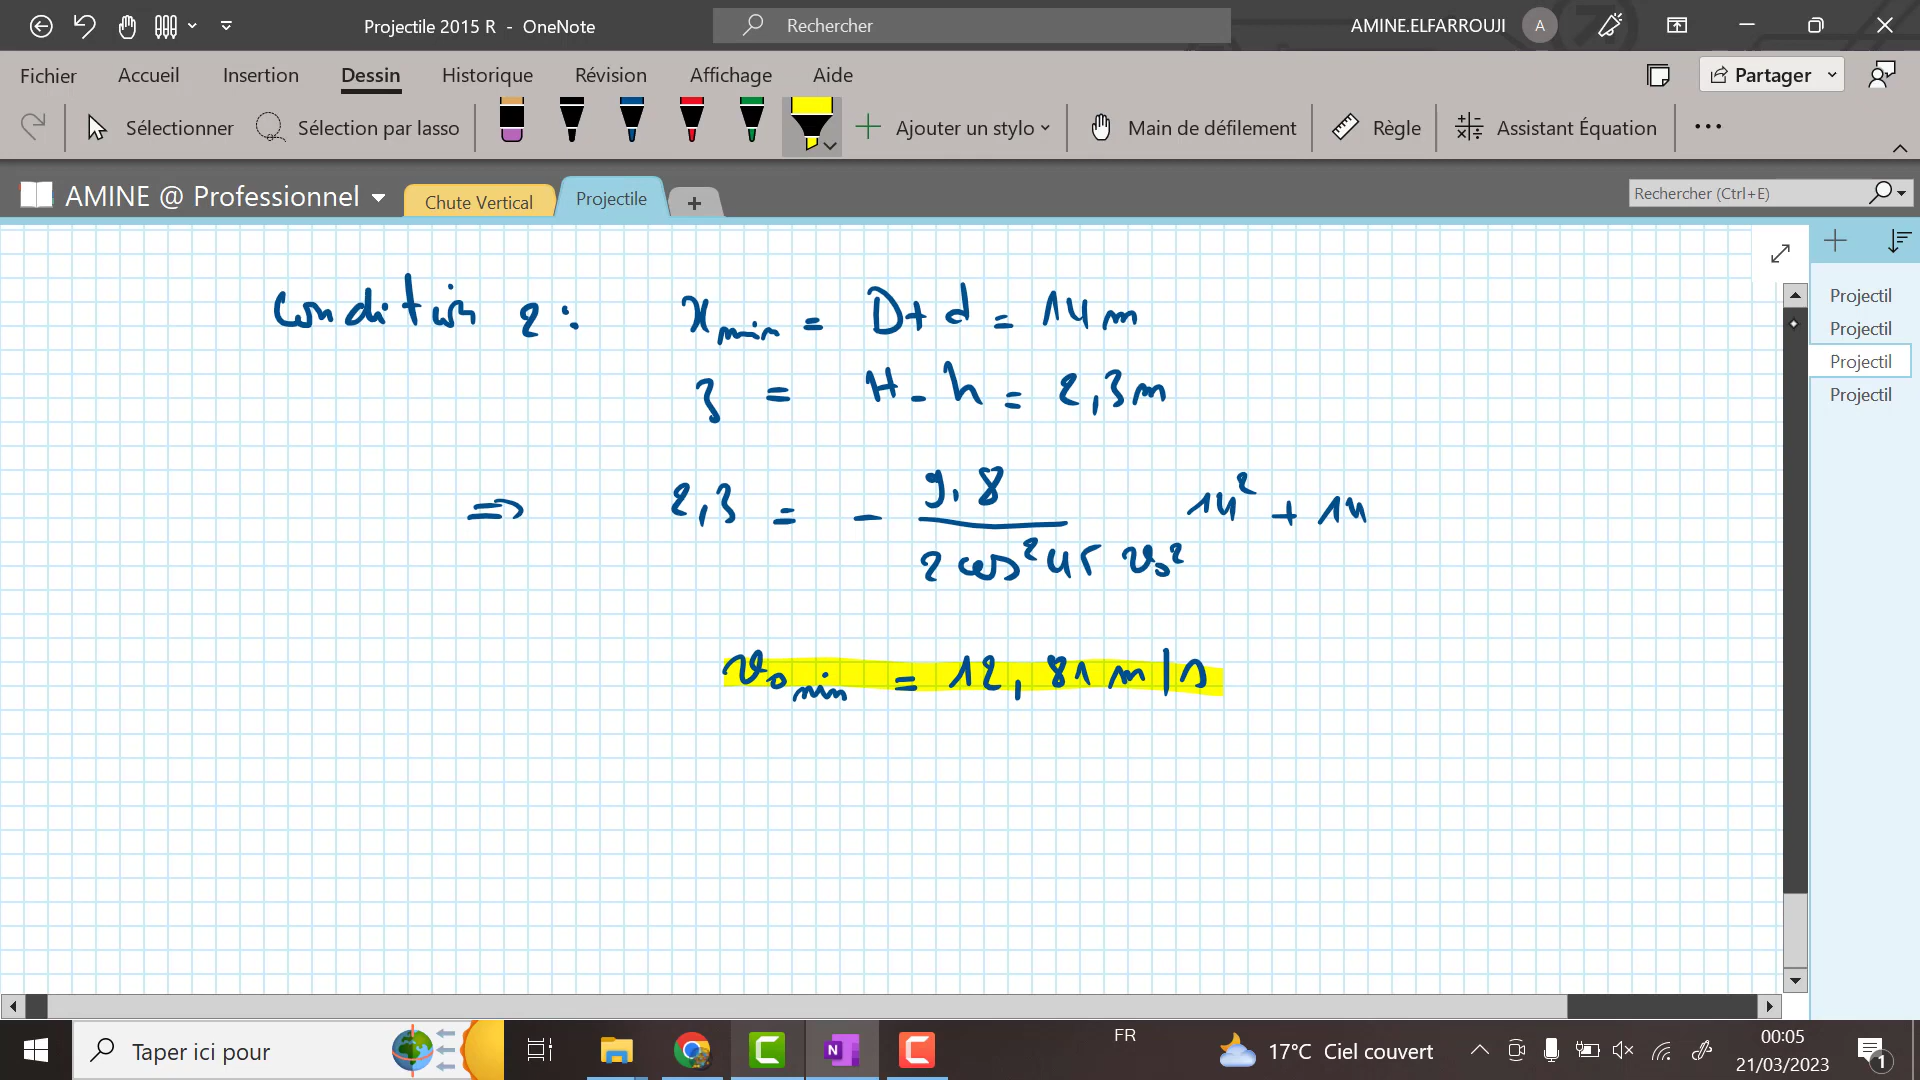 Projectile 2015 R - OneNote
Rechercher
AMINE.ELFARROUJI
A
Fichier
Accueil
Insertion
Dessin
Historique
Révision
Affichage
Aide
Partager
Sélectionner
Sélection par lasso
Ajouter un stylo
Main de défilement
Règle
Assistant Équation
AMINE @ Professionnel
Chute Vertical
Projectile
Rechercher (Ctrl+E)
Projectil
Projectil
Projectil
Projectil
Condition 2 : x_min = D + d = 14 m
z = H - h = 2,3 m
=> 2,3 = - 9,8 / (2 cos² 45 v₀²) 14² + 14
v₀ min = 12,81 m/s
Taper ici pour
N
FR
17°C Ciel couvert
00:05
21/03/2023
1